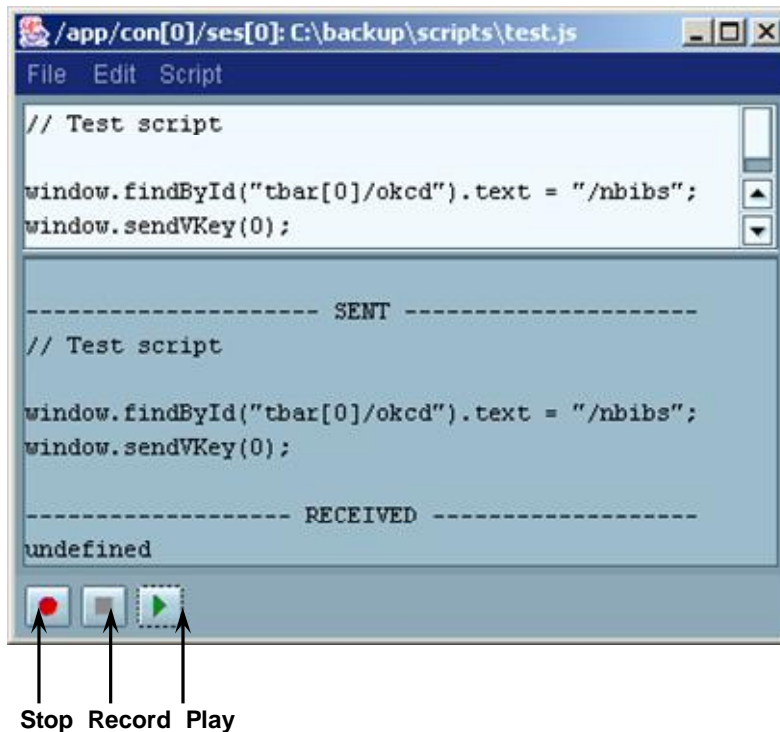 /app/con[0]/ses[0]: C:\backup\scripts\test.js
File Edit Script
// Test script
window.findById("tbar[0]/okcd").text = "/nbibs";
window.sendVKey(0);
---------------------- SENT ----------------------
// Test script
window.findById("tbar[0]/okcd").text = "/nbibs";
window.sendVKey(0);
-------------------- RECEIVED --------------------
undefined
Stop Record Play